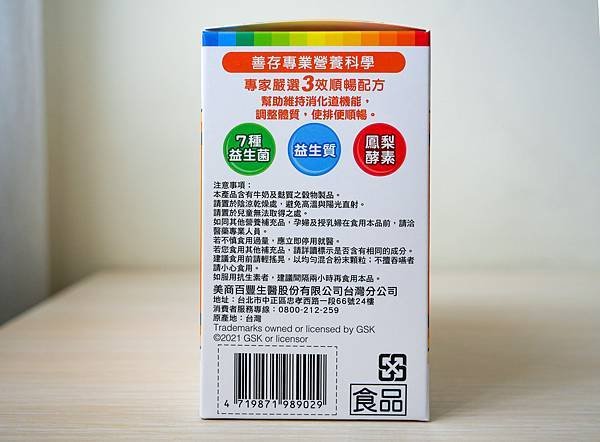 善存專業營養科學
專家嚴選3效順暢配方
幫助維持消化道機能，
調整體質，使排便順暢。
7種
益生菌
益生質
鳳梨
酵素
注意事項：
本產品含有牛奶及麩質之穀物製品。
請置於陰涼乾燥處，避免高溫與陽光直射。
請置於兒童無法取得之處。
如同其他營養補充品，孕婦及授乳婦在食用本品前，請洽
醫藥專業人員。
若不慎食用過量，應立即停用就醫。
若您食用其他補充品，請詳讀標示是否含有相同的成分。
建議食用前請輕搖晃，以均勻混合粉末顆粒；不擅吞嚥者
請小心食用。
如服用抗生素者，建議間隔兩小時再食用本品。
美商百豐生醫股份有限公司台灣分公司
地址：台北市中正區忠孝西路一段66號24樓
消費者服務專線：0800-212-259
原產地：台灣
Trademarks owned or licensed by GSK
©2021 GSK or licensor
4 719871 989029
食品